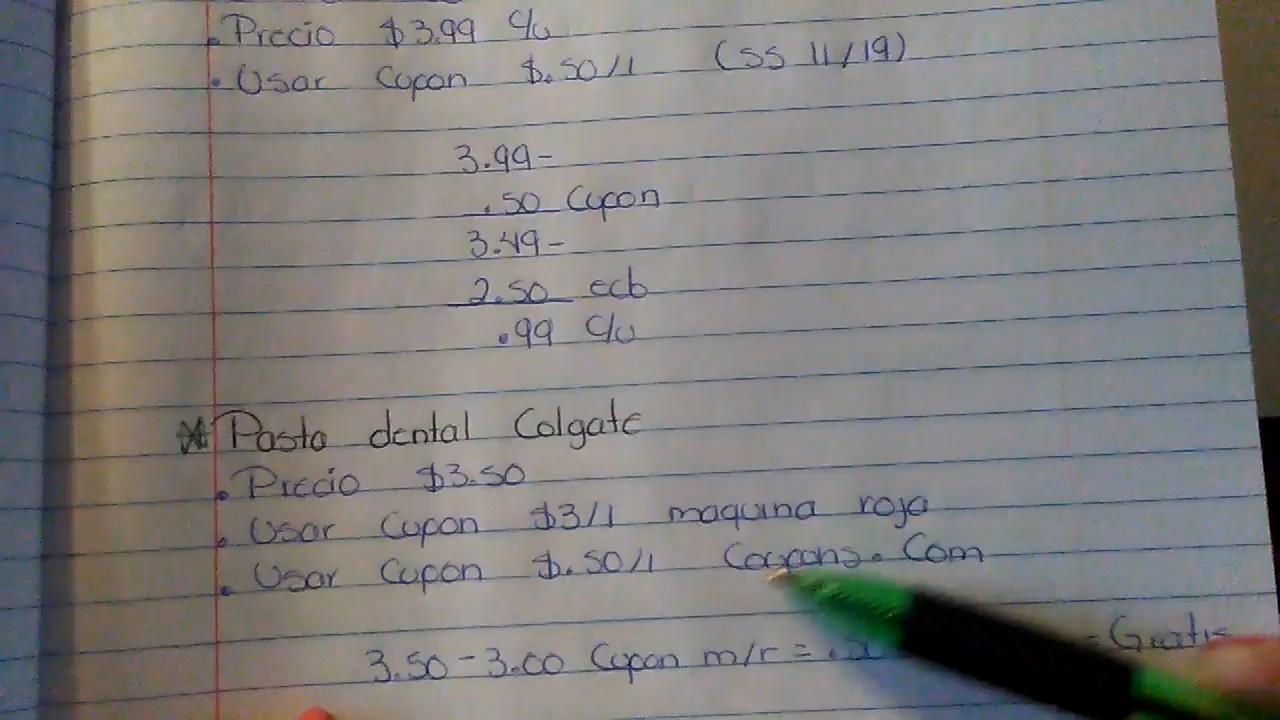 . Precio $3.99 c/u
. Usar Cupon $.50/1 (SS 11/19)
3.99-
.50 Cupon
3.49-
2.50 ecb
.99 c/u
* Pasta dental Colgate
. Precio $3.50
. Usar Cupon $3/1 maquina roja
. Usar Cupon $.50/1 Coupons.Com
3.50-3.00 Cupon m/r = = Gratis